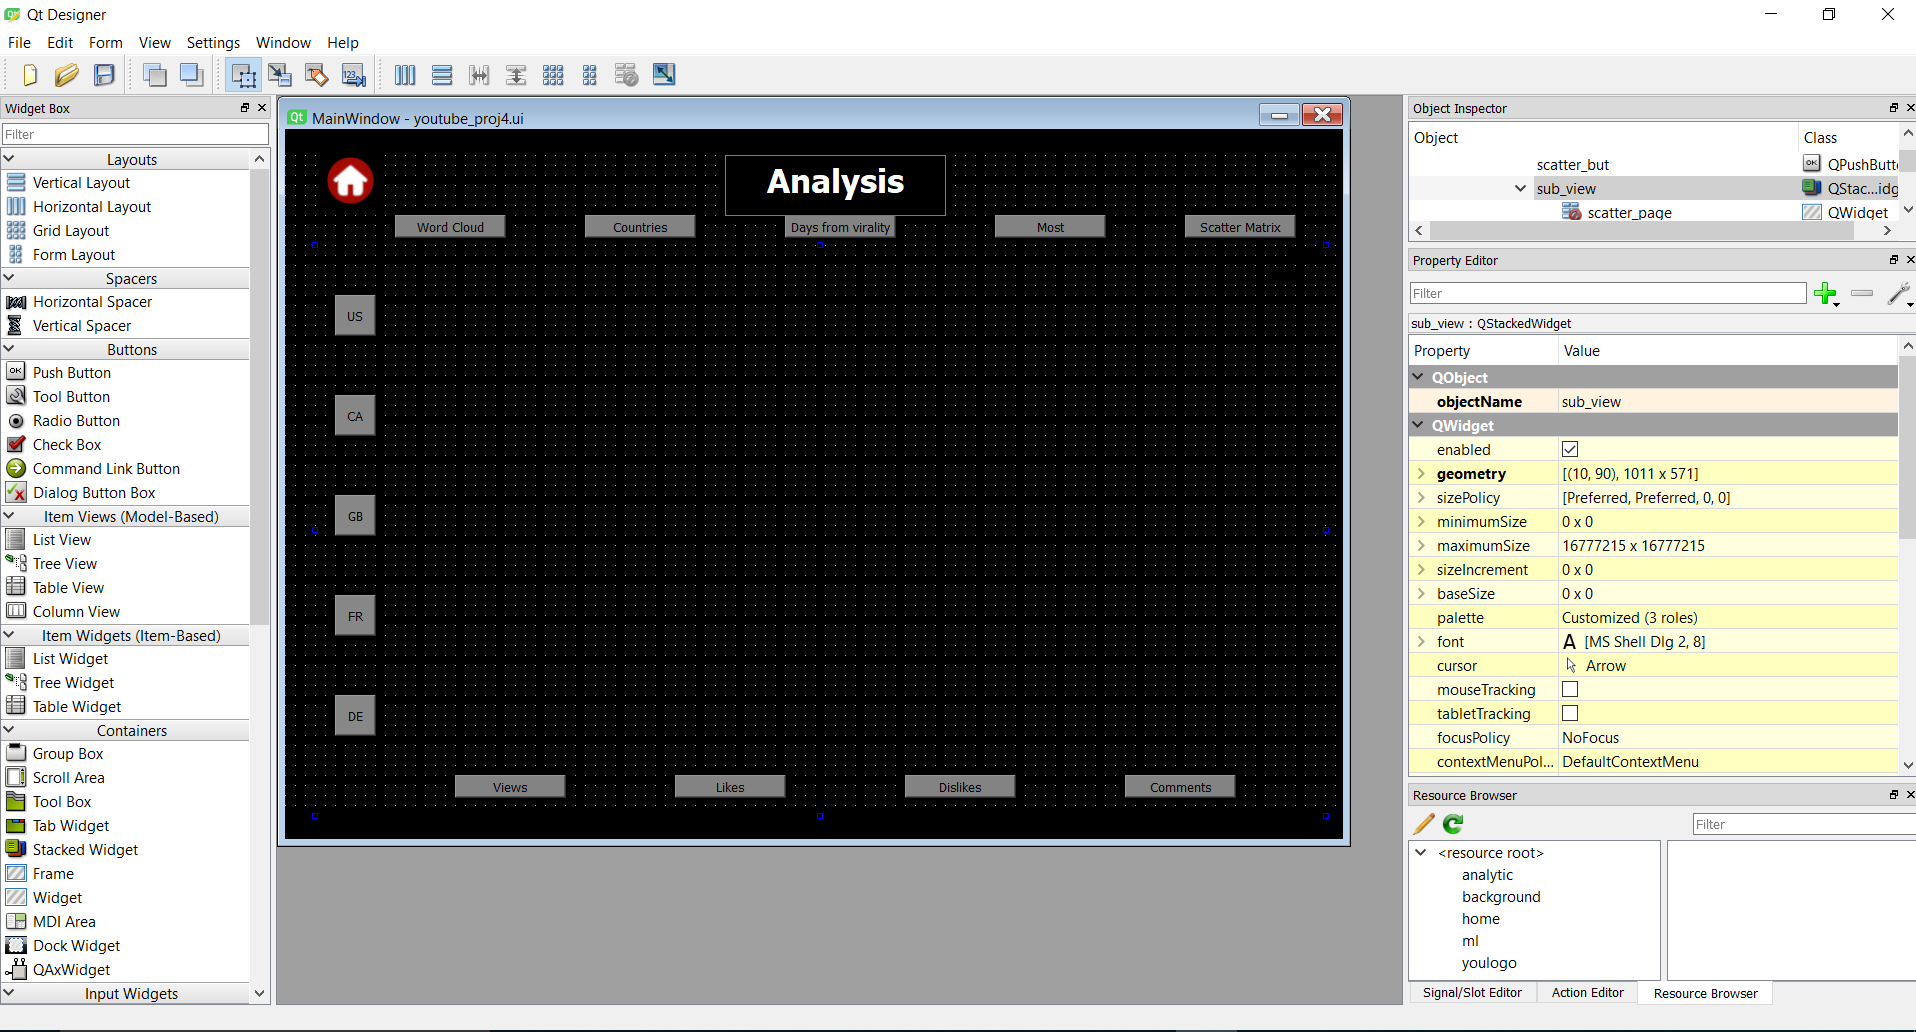 Qt Designer
File Edit Form View Settings Window Help
Widget Box
Filter
Layouts
Vertical Layout
Horizontal Layout
Grid Layout
Form Layout
Spacers
Horizontal Spacer
Vertical Spacer
Buttons
Push Button
Tool Button
Radio Button
Check Box
Command Link Button
Dialog Button Box
Item Views (Model-Based)
List View
Tree View
Table View
Column View
Item Widgets (Item-Based)
List Widget
Tree Widget
Table Widget
Containers
Group Box
Scroll Area
Tool Box
Tab Widget
Stacked Widget
Frame
Widget
MDI Area
Dock Widget
QAxWidget
Input Widgets
MainWindow - youtube_proj4.ui
Analysis
Word Cloud Countries Days from virality Most Scatter Matrix
US
CA
GB
FR
DE
Views Likes Dislikes Comments
Object Inspector
Object Class
scatter_but QPushButt
sub_view QStac...idg
scatter_page QWidget
Property Editor
Filter
sub_view : QStackedWidget
Property Value
QObject
objectName sub_view
QWidget
enabled
geometry [(10, 90), 1011 x 571]
sizePolicy [Preferred, Preferred, 0, 0]
minimumSize 0 x 0
maximumSize 16777215 x 16777215
sizeIncrement 0 x 0
baseSize 0 x 0
palette Customized (3 roles)
font A [MS Shell Dlg 2, 8]
cursor Arrow
mouseTracking
tabletTracking
focusPolicy NoFocus
contextMenuPol... DefaultContextMenu
Resource Browser
Filter
<resource root>
analytic
background
home
ml
youlogo
Signal/Slot Editor Action Editor Resource Browser